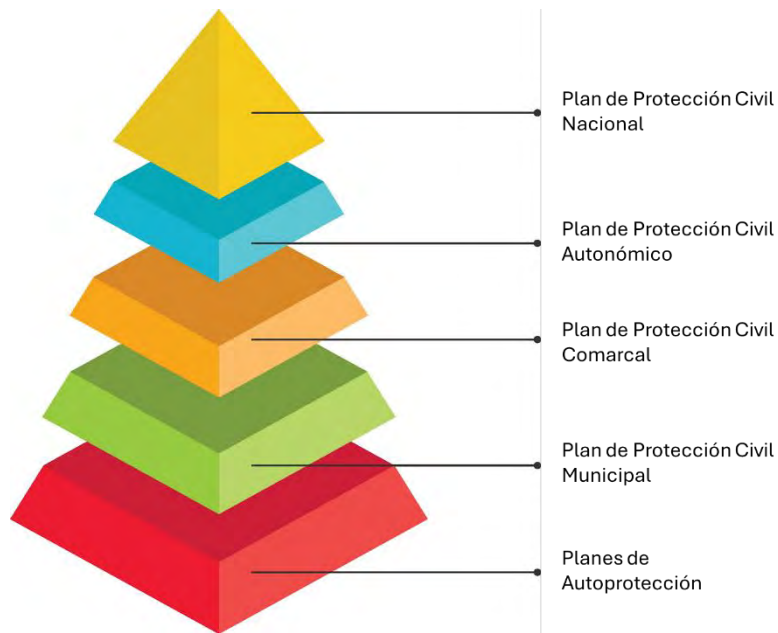 Plan de Protección Civil
Nacional
Plan de Protección Civil
Autonómico
Plan de Protección Civil
Comarcal
Plan de Protección Civil
Municipal
Planes de
Autoprotección